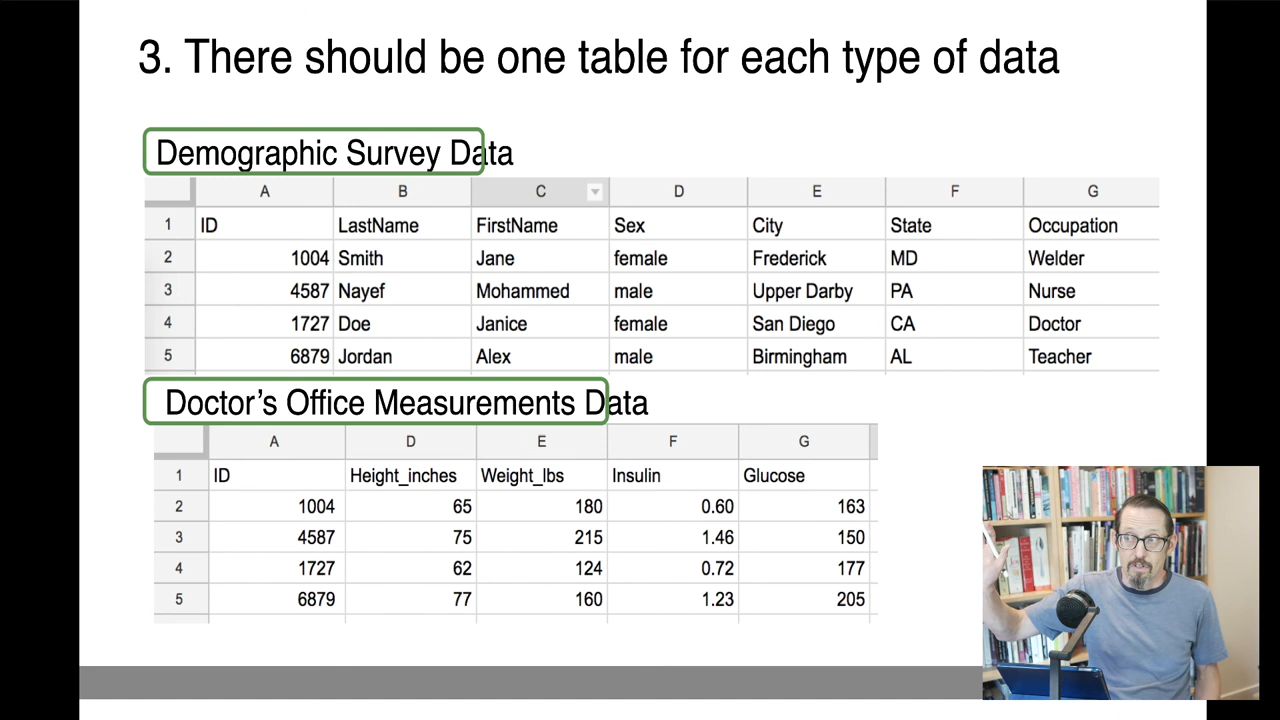 3. There should be one table for each type of data
Demographic Survey Data
A B C D E F G
1 ID LastName FirstName Sex City State Occupation
2 1004 Smith Jane female Frederick MD Welder
3 4587 Nayef Mohammed male Upper Darby PA Nurse
4 1727 Doe Janice female San Diego CA Doctor
5 6879 Jordan Alex male Birmingham AL Teacher
Doctor’s Office Measurements Data
A D E F G
1 ID Height_inches Weight_lbs Insulin Glucose
2 1004 65 180 0.60 163
3 4587 75 215 1.46 150
4 1727 62 124 0.72 177
5 6879 77 160 1.23 205